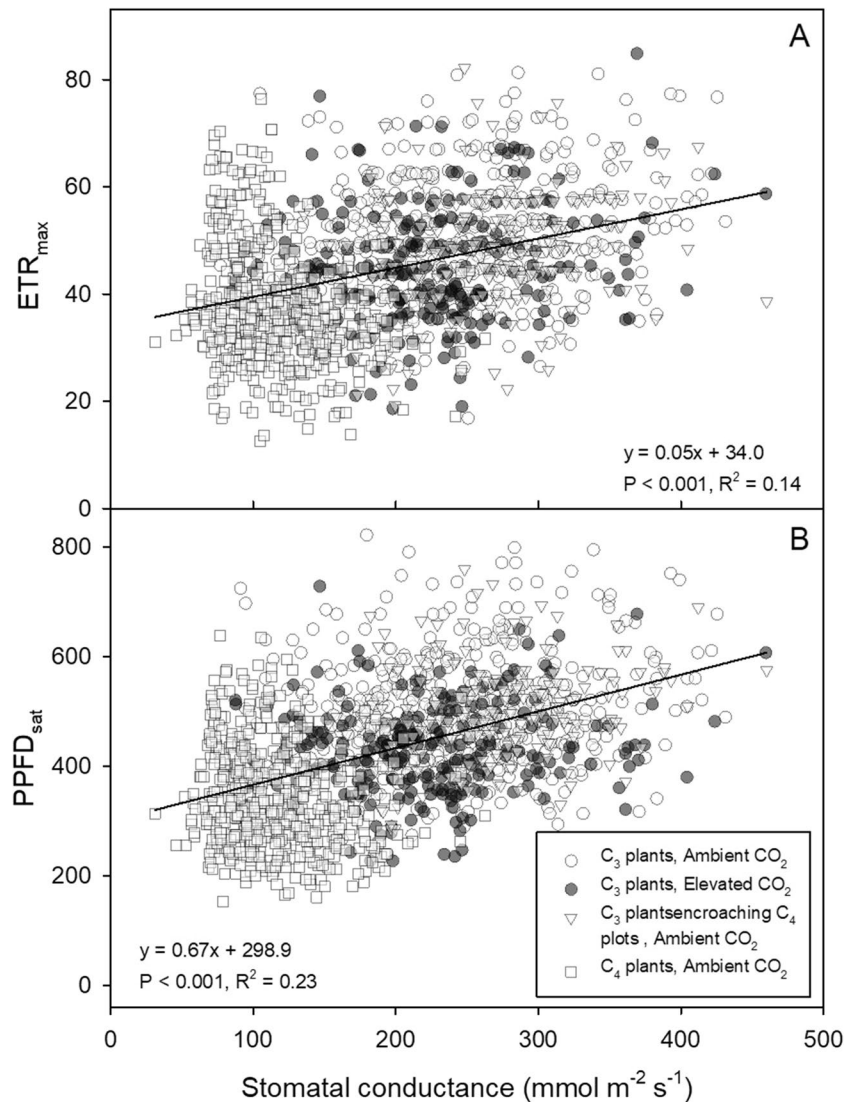 A
80
60
40
20
0
ETRmax
y = 0.05x + 34.0
P < 0.001, R² = 0.14
B
800
600
400
200
0
PPFDsat
C₃ plants, Ambient CO₂
C₃ plants, Elevated CO₂
C₃ plantsencroaching C₄
plots , Ambient CO₂
C₄ plants, Ambient CO₂
y = 0.67x + 298.9
P < 0.001, R² = 0.23
0 100 200 300 400 500
Stomatal conductance (mmol m⁻² s⁻¹)